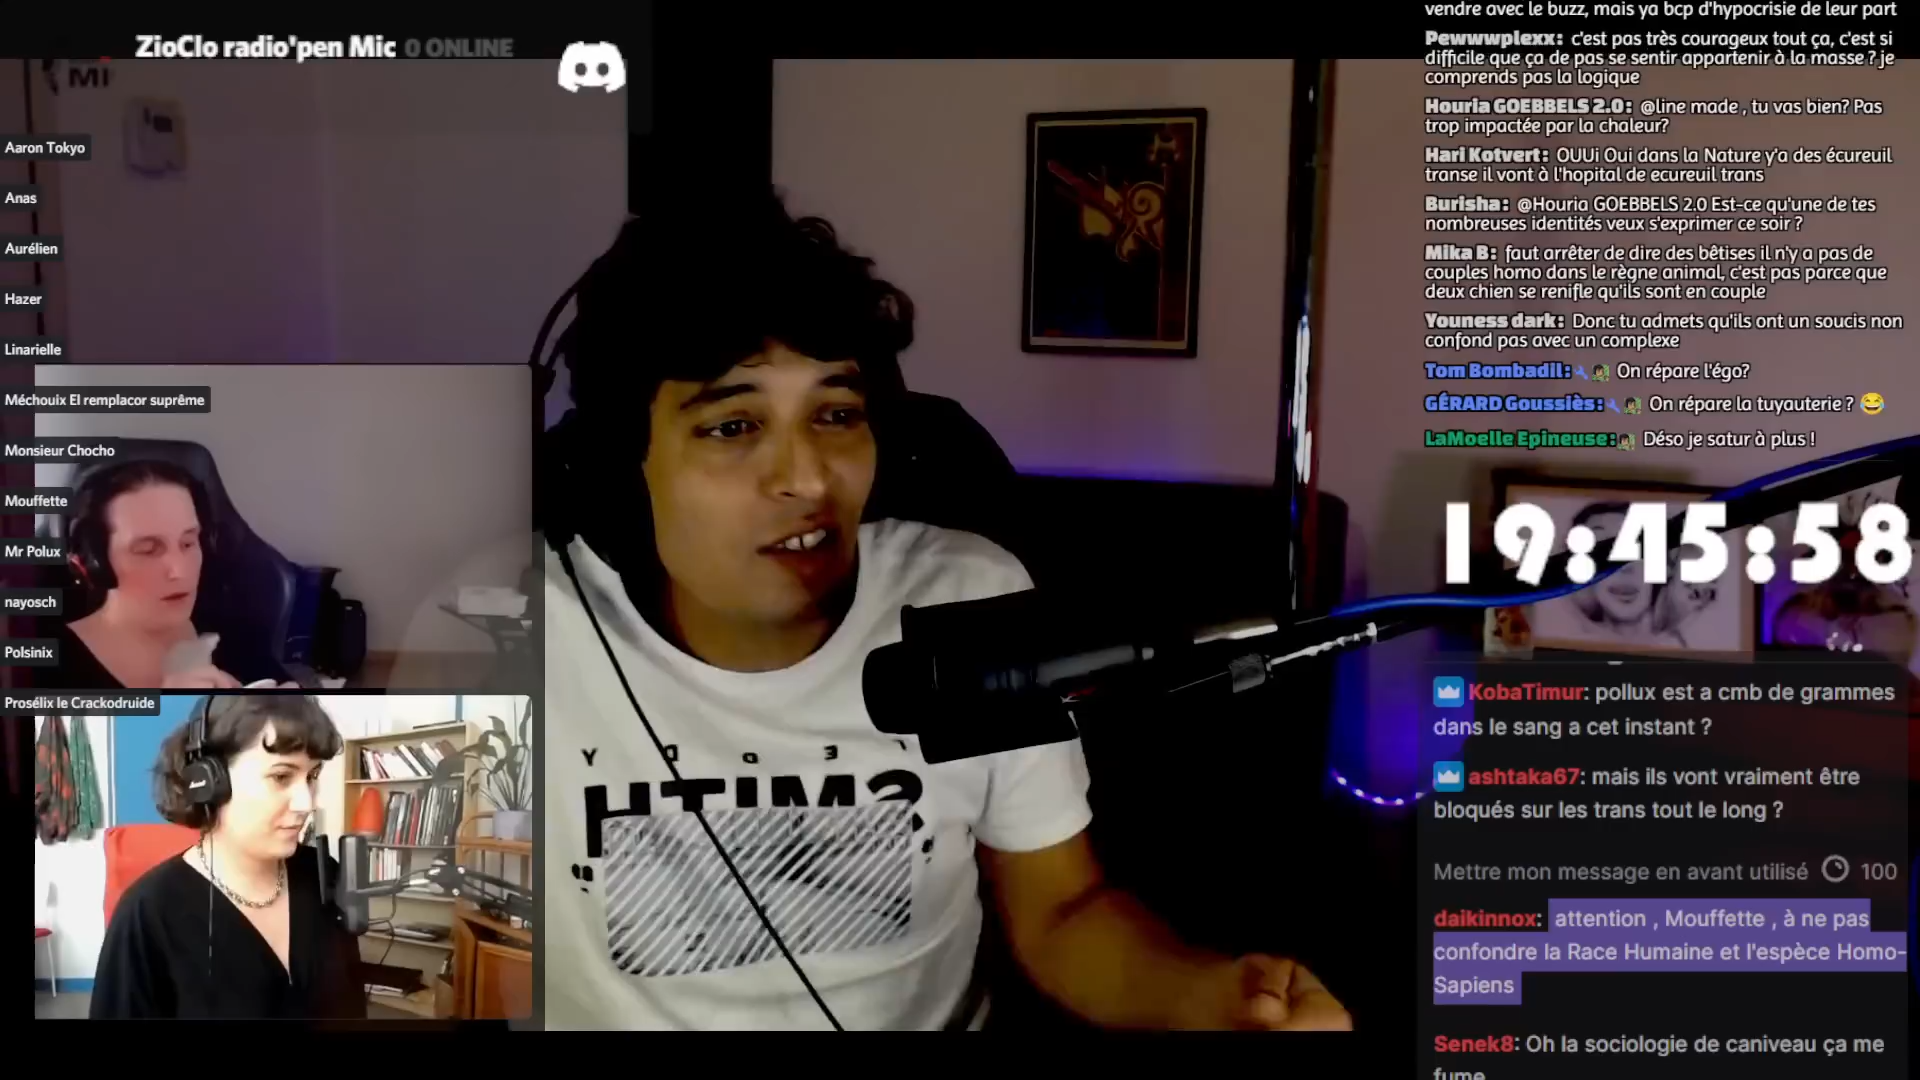 ZioClo radio'pen Mic 0 ONLINE
MI
Aaron Tokyo
Anas
Aurélien
Hazer
Linarielle
Méchouix El remplacor suprême
Monsieur Chocho
Mouffette
Mr Polux
nayosch
Polsinix
Prosélix le Crackodruide
vendre avec le buzz, mais ya bcp d'hypocrisie de leur part
Pewwwplexx: c'est pas très courageux tout ça, c'est si
difficile que ça de pas se sentir appartenir à la masse ? je
comprends pas la logique
Houria GOEBBELS 2.0: @line made , tu vas bien? Pas
trop impactée par la chaleur?
Hari Kotvert: OUUi Oui dans la Nature y'a des écureuil
transe il vont à l'hopital de ecureuil trans
Burisha: @Houria GOEBBELS 2.0 Est-ce qu'une de tes
nombreuses identités veux s'exprimer ce soir ?
Mika B: faut arrêter de dire des bêtises il n'y a pas de
couples homo dans le règne animal, c'est pas parce que
deux chien se renifle qu'ils sont en couple
Youness dark: Donc tu admets qu'ils ont un soucis non
confond pas avec un complexe
Tom Bombadil: On répare l'égo?
GÉRARD Goussiès: On répare la tuyauterie ? 😂
LaMoelle Epineuse: Déso je satur à plus !
19:45:58
KobaTimur: pollux est a cmb de grammes
dans le sang a cet instant ?
ashtaka67: mais ils vont vraiment être
bloqués sur les trans tout le long ?
Mettre mon message en avant utilisé 100
daikinnox: attention , Mouffette , à ne pas
confondre la Race Humaine et l'espèce Homo-
Sapiens
Senek8: Oh la sociologie de caniveau ça me
fume
TEDDY
SMITH